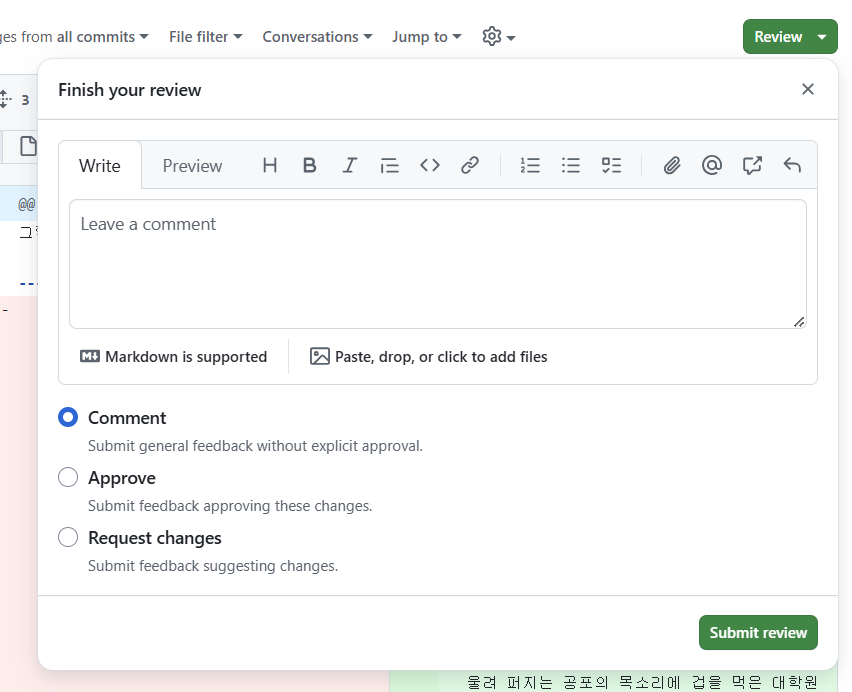 ges from all commits File filter Conversations Jump to Review
Finish your review
3
Write Preview
@@
Leave a comment
---
-
Markdown is supported Paste, drop, or click to add files
Comment
Submit general feedback without explicit approval.
Approve
Submit feedback approving these changes.
Request changes
Submit feedback suggesting changes.
Submit review
울려 퍼지는 공포의 목소리에 겁을 먹은 대학원